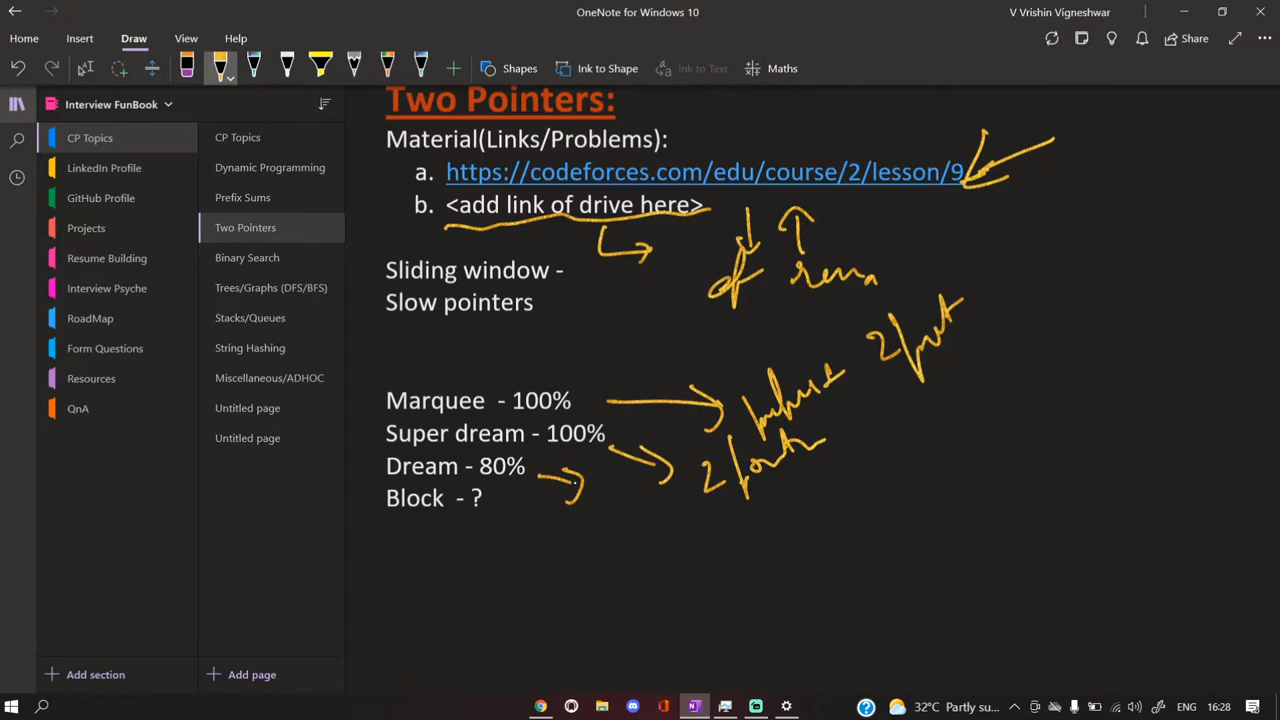 OneNote for Windows 10
V Vrishin Vigneshwar
Home Insert Draw View Help
Share
Shapes Ink to Shape Ink to Text Maths
Interview FunBook
CP Topics
LinkedIn Profile
GitHub Profile
Projects
Resume Building
Interview Psyche
RoadMap
Form Questions
Resources
QnA
CP Topics
Dynamic Programming
Prefix Sums
Two Pointers
Binary Search
Trees/Graphs (DFS/BFS)
Stacks/Queues
String Hashing
Miscellaneous/ADHOC
Untitled page
Untitled page
Two Pointers:
Material(Links/Problems):
a. https://codeforces.com/edu/course/2/lesson/9
b. <add link of drive here>
of
Sliding window -
Slow pointers
2
Marquee - 100%
Super dream - 100%
2
Dream - 80%
Block - ?
Add section
Add page
32°C Partly su...
ENG 16:28